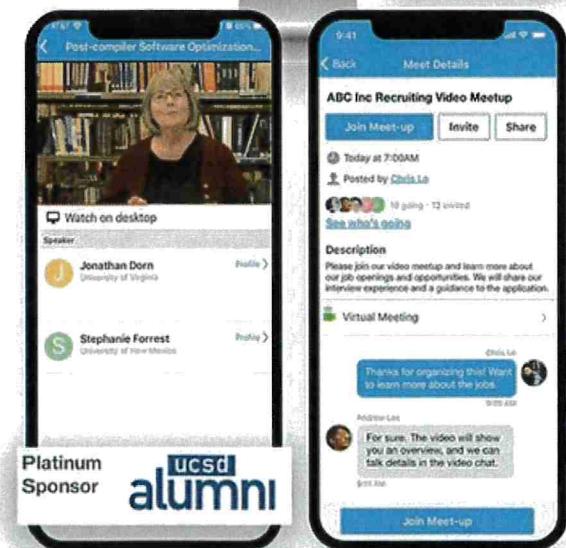 Post-compiler Software Optimization...
Watch on desktop
Speaker
J
Jonathan Dorn
University of Virginia
Profile >
S
Stephanie Forrest
University of New Mexico
Profile >
Platinum
Sponsor
ucsd
alumni
9:41
< Back
Meet Details
ABC Inc Recruiting Video Meetup
Join Meet-up
Invite
Share
Today at 7:00AM
Posted by Chris Lo
See who's going
Description
Please join our video meetup and learn more about
our job openings and opportunities. We will share our
interview experience and a guidance to the application.
Virtual Meeting >
Chris Lo
Thanks for organizing this! Want
to learn more about the jobs.
Andrew Lee
For sure. The video will show
you an overview, and we can
talk details in the video chat.
Join Meet-up